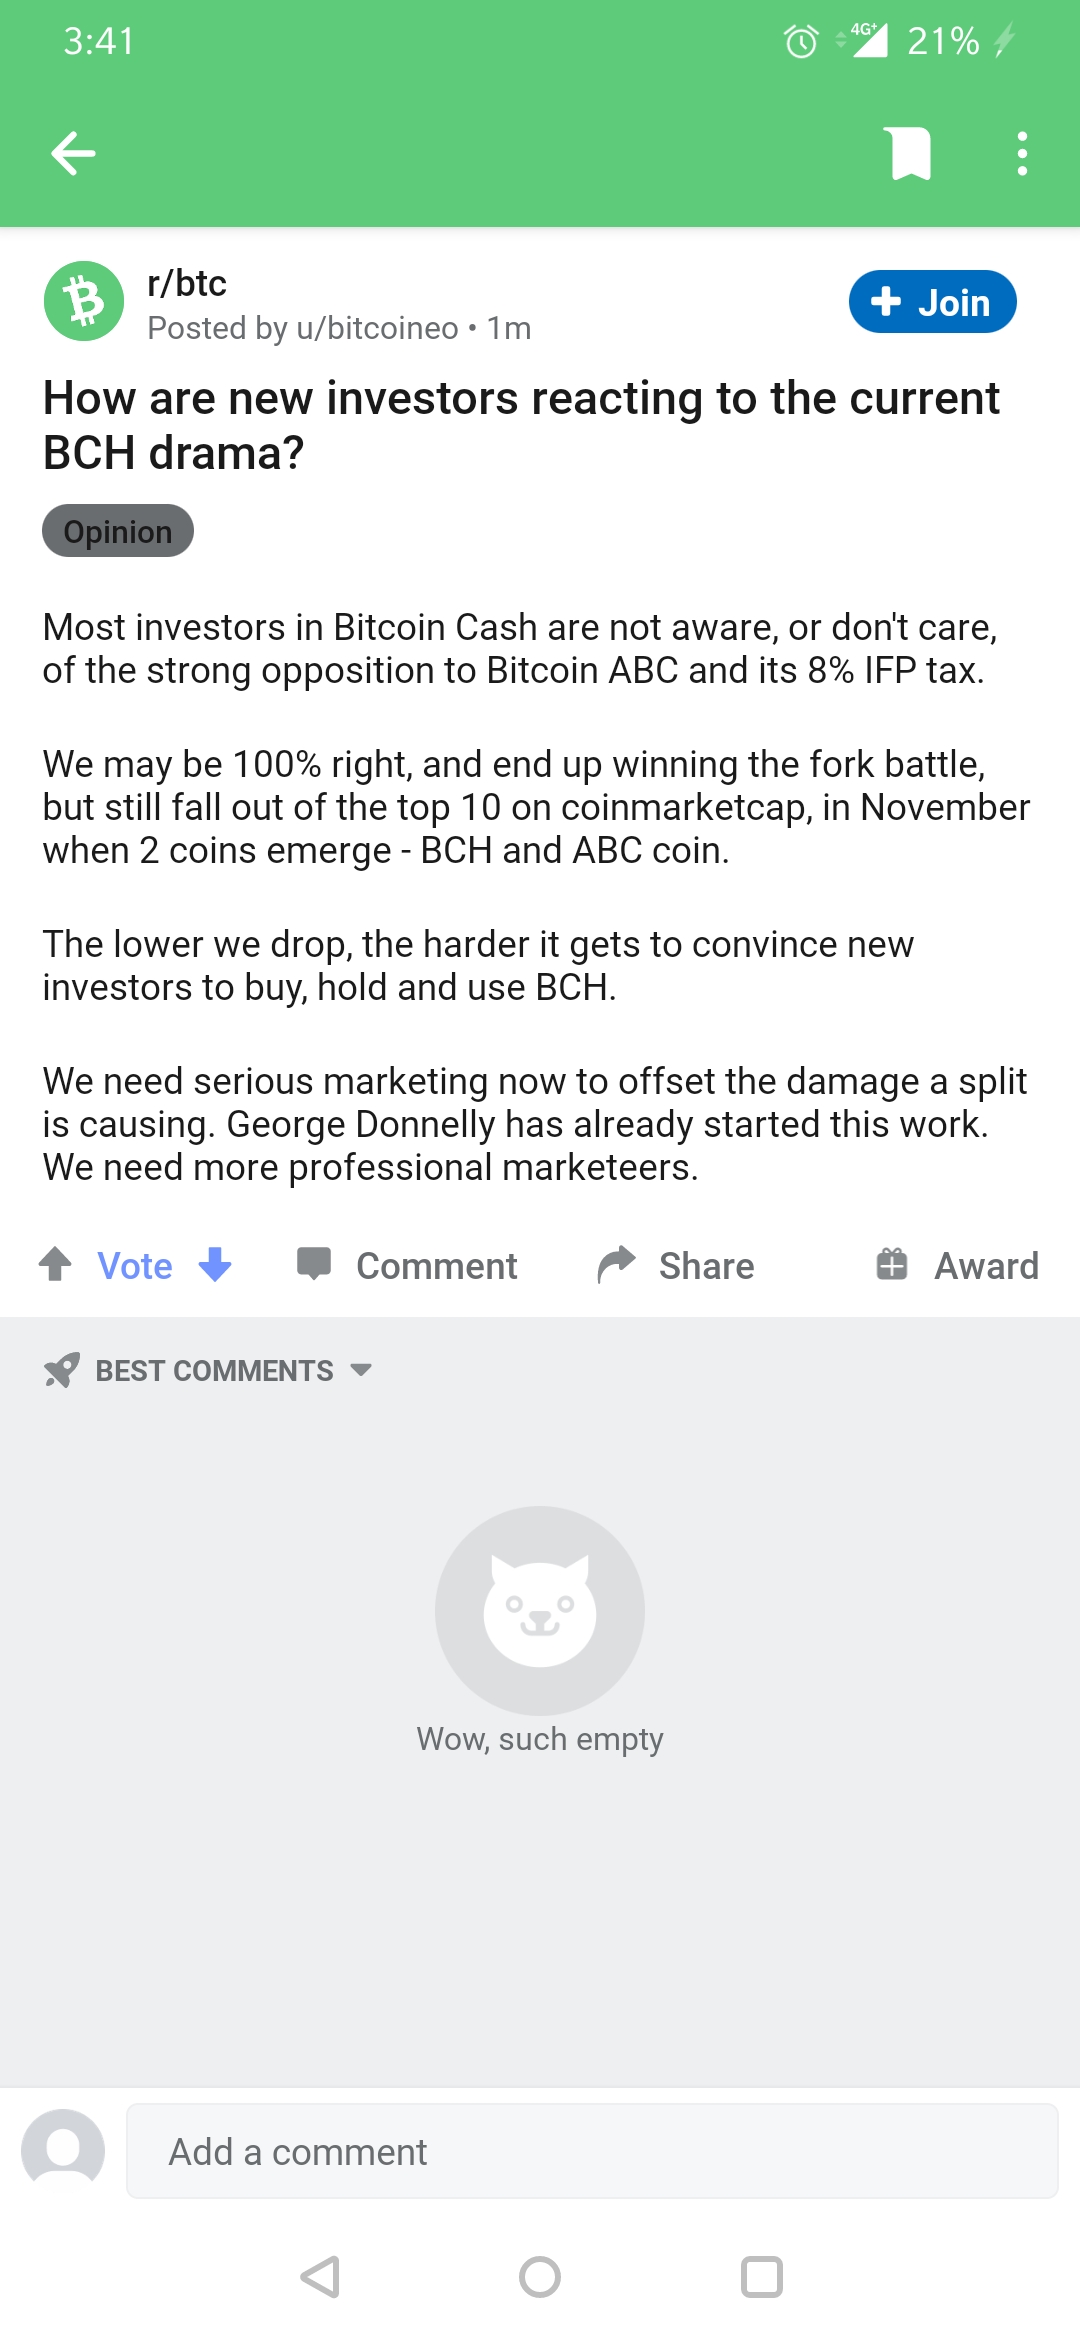 3:41
4G+ 21%
r/btc
Posted by u/bitcoineo • 1m
Join
How are new investors reacting to the current
BCH drama?
Opinion
Most investors in Bitcoin Cash are not aware, or don't care,
of the strong opposition to Bitcoin ABC and its 8% IFP tax.
We may be 100% right, and end up winning the fork battle,
but still fall out of the top 10 on coinmarketcap, in November
when 2 coins emerge - BCH and ABC coin.
The lower we drop, the harder it gets to convince new
investors to buy, hold and use BCH.
We need serious marketing now to offset the damage a split
is causing. George Donnelly has already started this work.
We need more professional marketeers.
Vote Comment Share Award
BEST COMMENTS
Wow, such empty
Add a comment